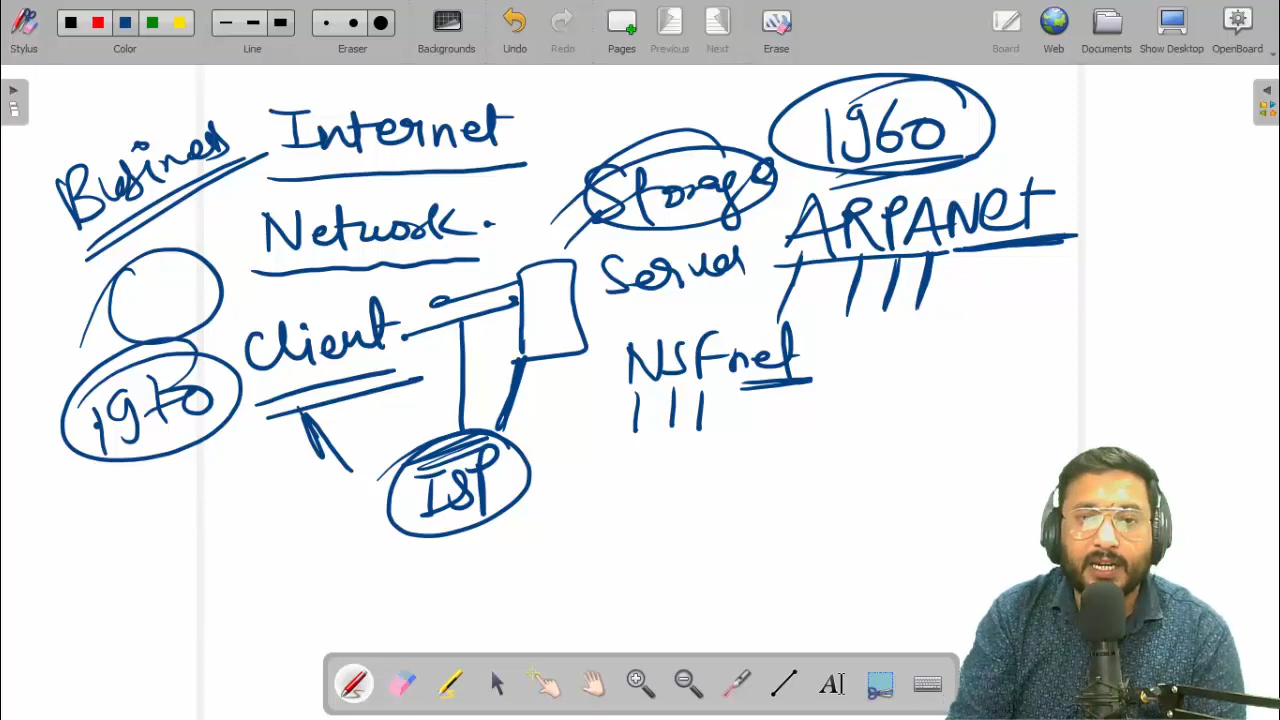 Stylus
Color
Line
Eraser
Backgrounds
Undo
Redo
Pages
Previous
Next
Erase
Board
Web
Documents
Show Desktop
OpenBoard
Business
Internet
1960
Storage
Network.
ARPANet
Server
Client
NSFnet
1970
ISP
AI